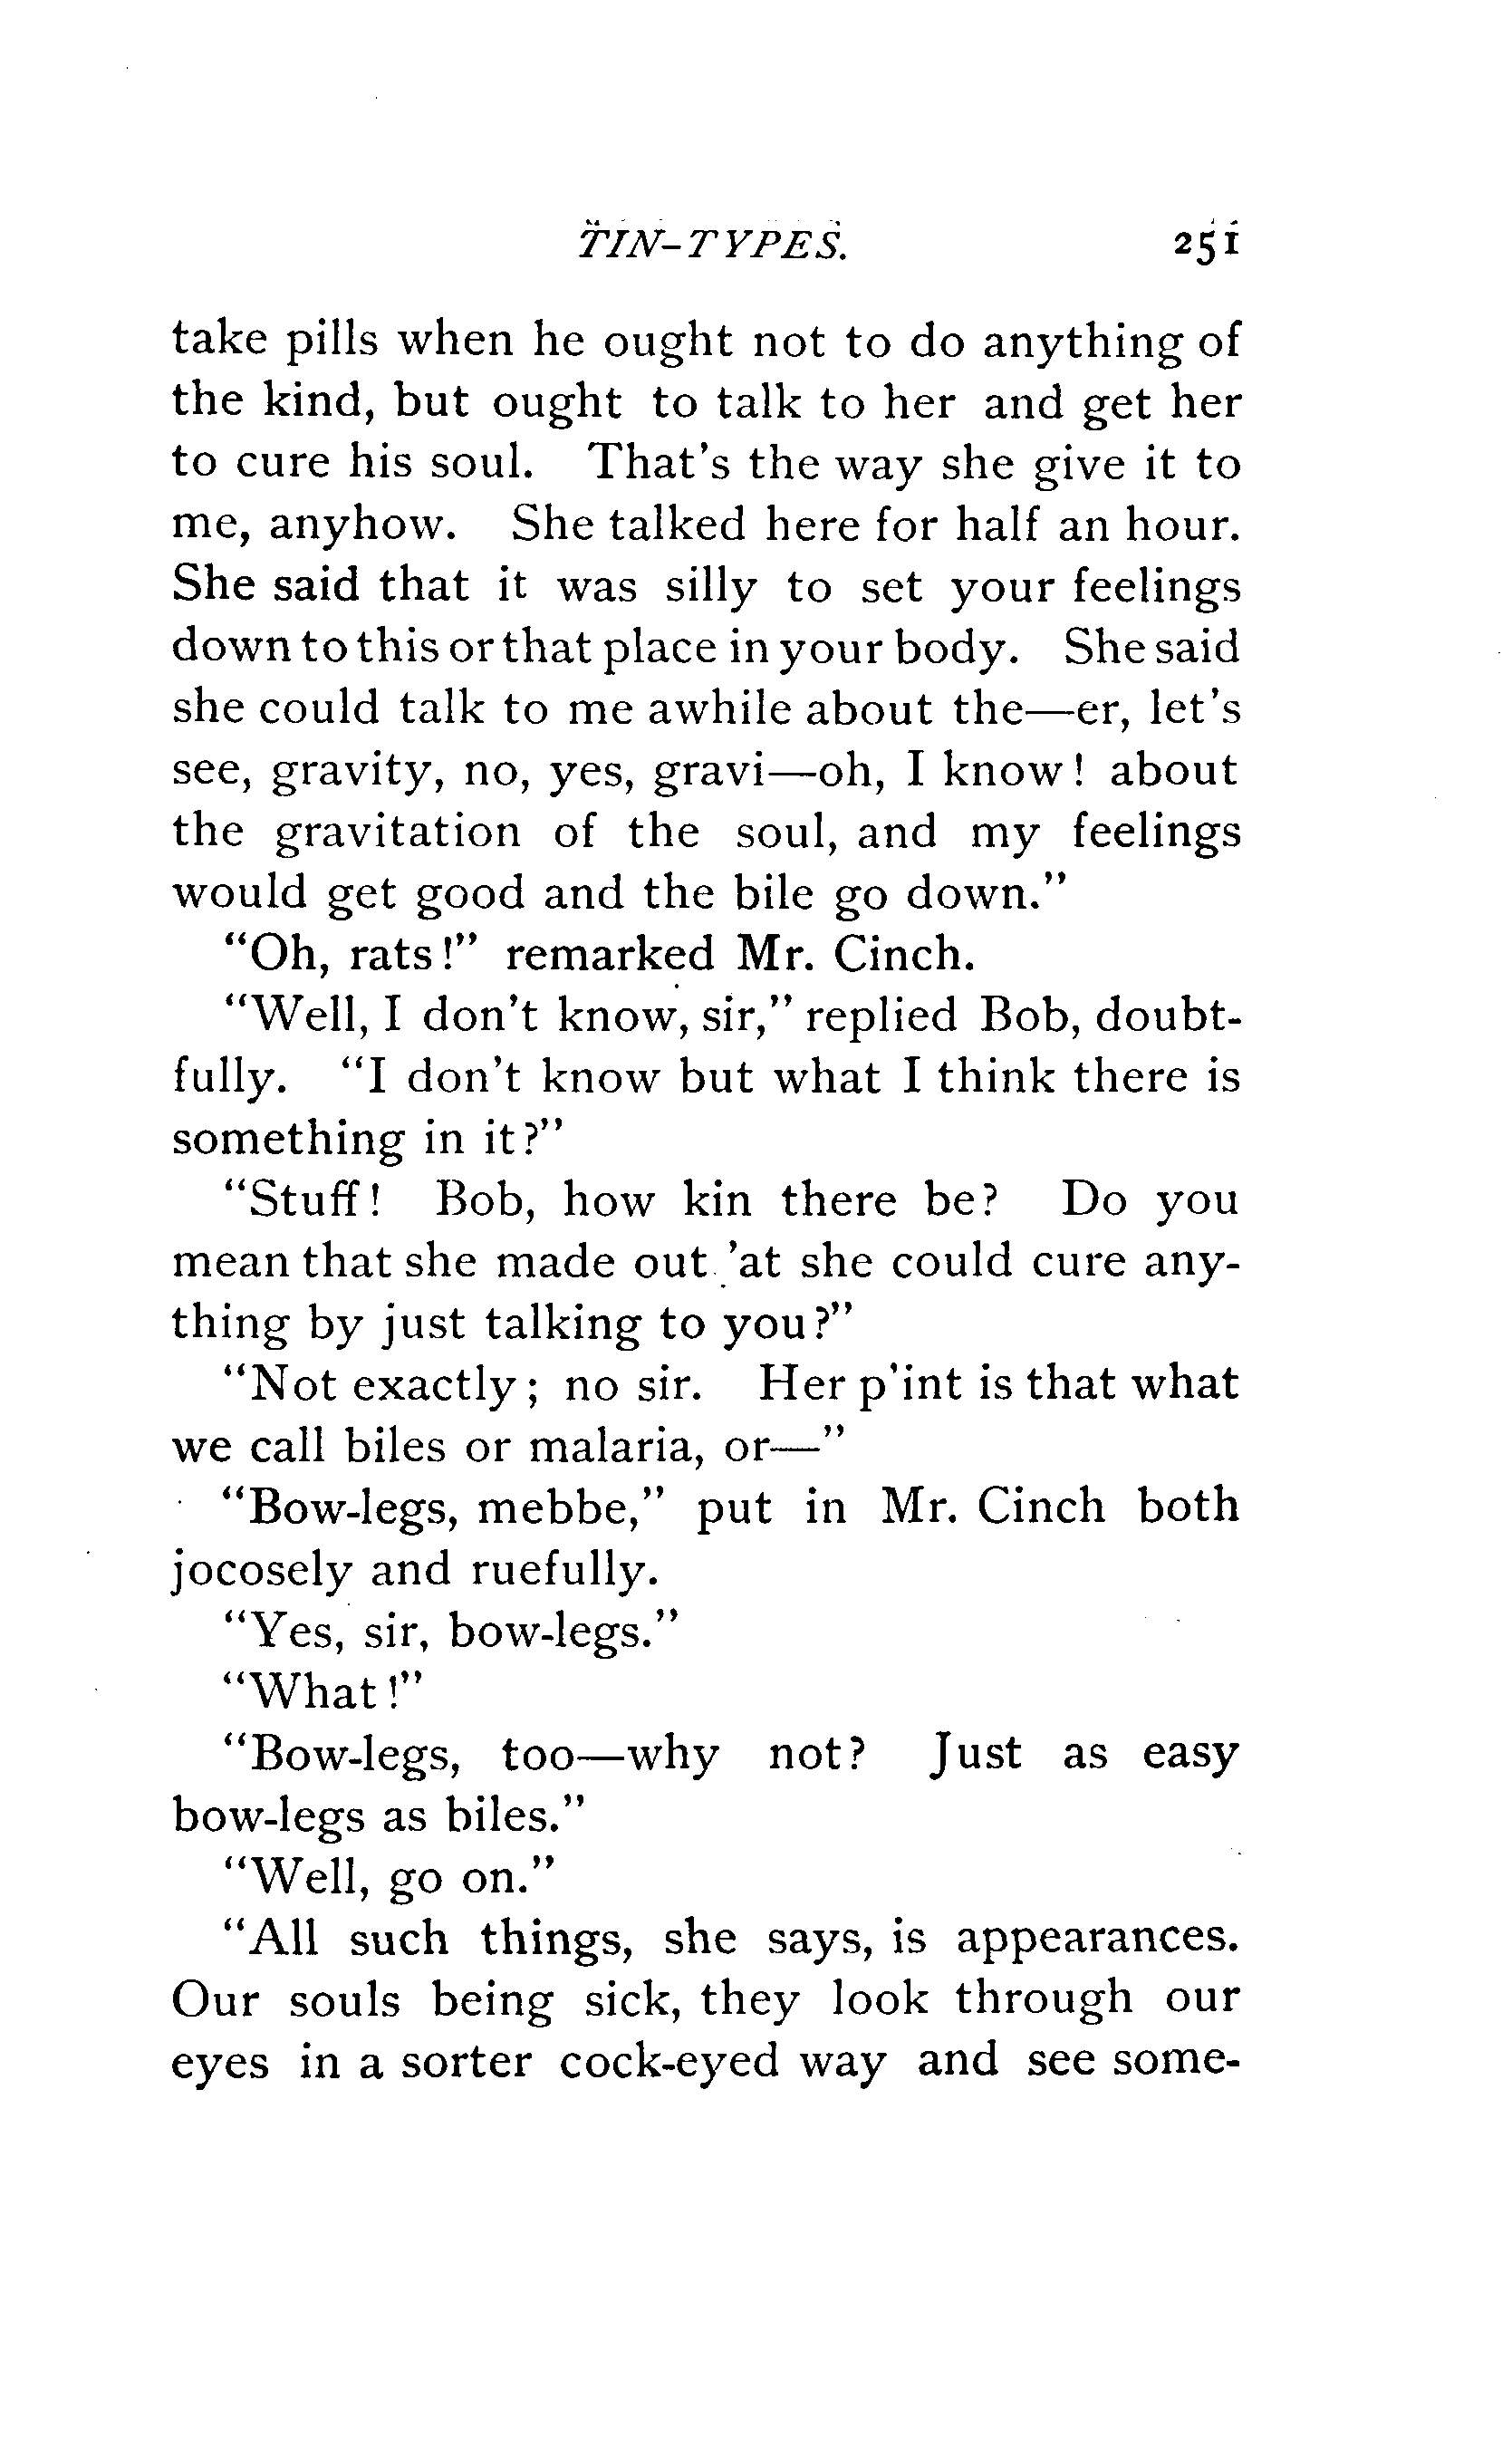 TIN-TYPES. 251
take pills when he ought not to do anything of
the kind, but ought to talk to her and get her
to cure his soul. That's the way she give it to
me, anyhow. She talked here for half an hour.
She said that it was silly to set your feelings
down to this or that place in your body. She said
she could talk to me awhile about the—er, let's
see, gravity, no, yes, gravi—oh, I know! about
the gravitation of the soul, and my feelings
would get good and the bile go down."
"Oh, rats!" remarked Mr. Cinch.
"Well, I don't know, sir," replied Bob, doubt-
fully. "I don't know but what I think there is
something in it?"
"Stuff! Bob, how kin there be? Do you
mean that she made out 'at she could cure any-
thing by just talking to you?"
"Not exactly; no sir. Her p'int is that what
we call biles or malaria, or—"
"Bow-legs, mebbe," put in Mr. Cinch both
jocosely and ruefully.
"Yes, sir, bow-legs."
"What!"
"Bow-legs, too—why not? Just as easy
bow-legs as biles."
"Well, go on."
"All such things, she says, is appearances.
Our souls being sick, they look through our
eyes in a sorter cock-eyed way and see some-